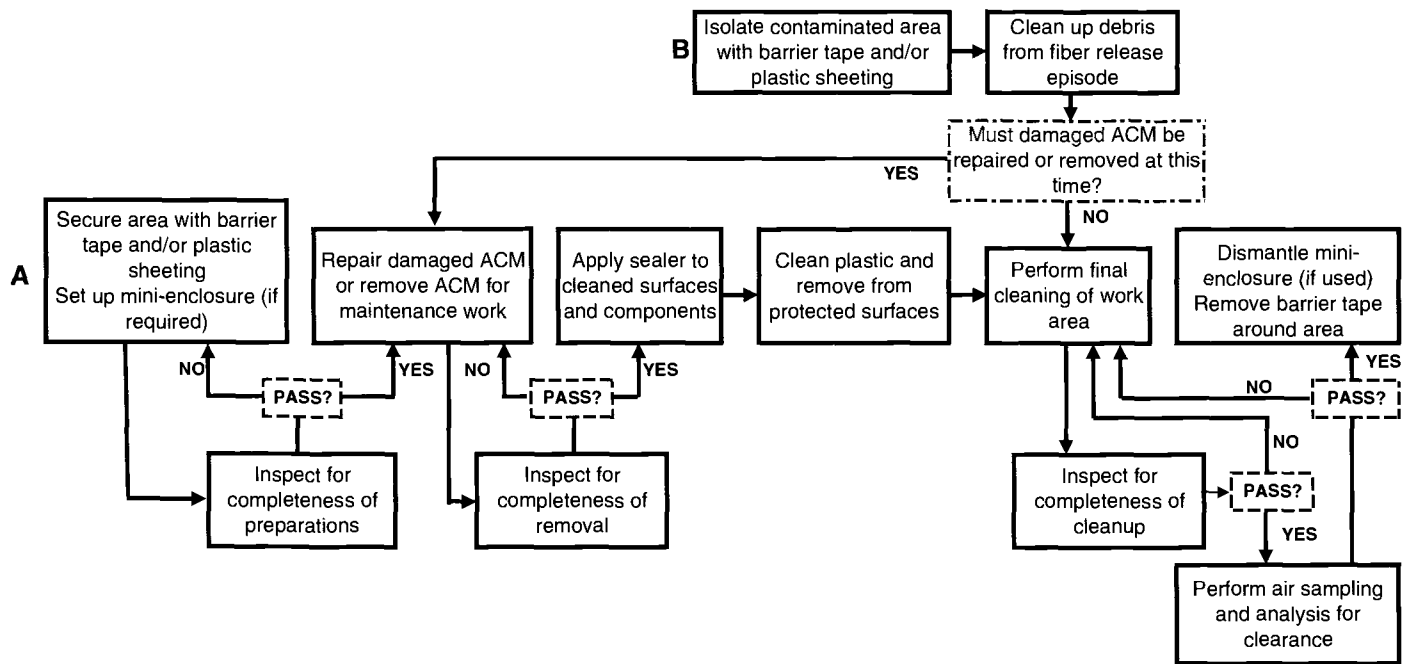 B
Isolate contaminated area
with barrier tape and/or
plastic sheeting
Clean up debris
from fiber release
episode
Must damaged ACM be
repaired or removed at this
time?
YES
NO
A
Secure area with barrier
tape and/or plastic
sheeting
Set up mini-enclosure (if
required)
Repair damaged ACM
or remove ACM for
maintenance work
Apply sealer to
cleaned surfaces
and components
Clean plastic and
remove from
protected surfaces
Perform final
cleaning of work
area
Dismantle mini-
enclosure (if used)
Remove barrier tape
around area
NO
PASS?
YES
NO
PASS?
YES
NO
PASS?
YES
Inspect for
completeness of
preparations
Inspect for
completeness of
removal
Inspect for
completeness of
cleanup
NO
PASS?
YES
Perform air sampling
and analysis for
clearance